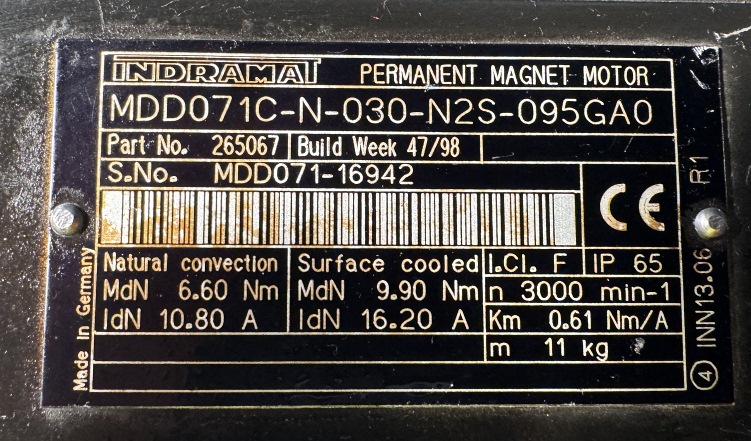 INDRAMAT PERMANENT MAGNET MOTOR
MDD071C-N-030-N2S-095GA0
Part No. 265067 Build Week 47/98
S.No. MDD071-16942
CE
Natural convection Surface cooled I.Cl. F IP 65
MdN 6.60 Nm MdN 9.90 Nm n 3000 min-1
IdN 10.80 A IdN 16.20 A Km 0.61 Nm/A
m 11 kg
Made In Germany
4 INN13.06 R1